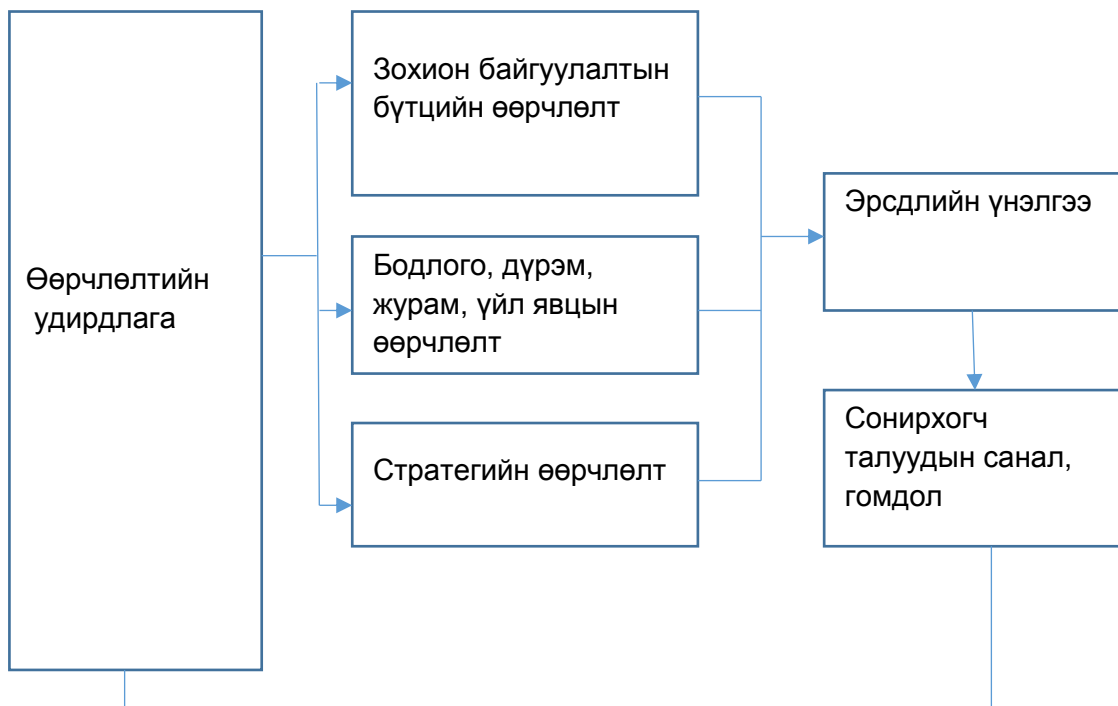 Өөрчлөлтийн
удирдлага
Зохион байгуулалтын
бүтцийн өөрчлөлт
Бодлого, дүрэм,
журам, үйл явцын
өөрчлөлт
Стратегийн өөрчлөлт
Эрсдлийн үнэлгээ
Сонирхогч
талуудын санал,
гомдол